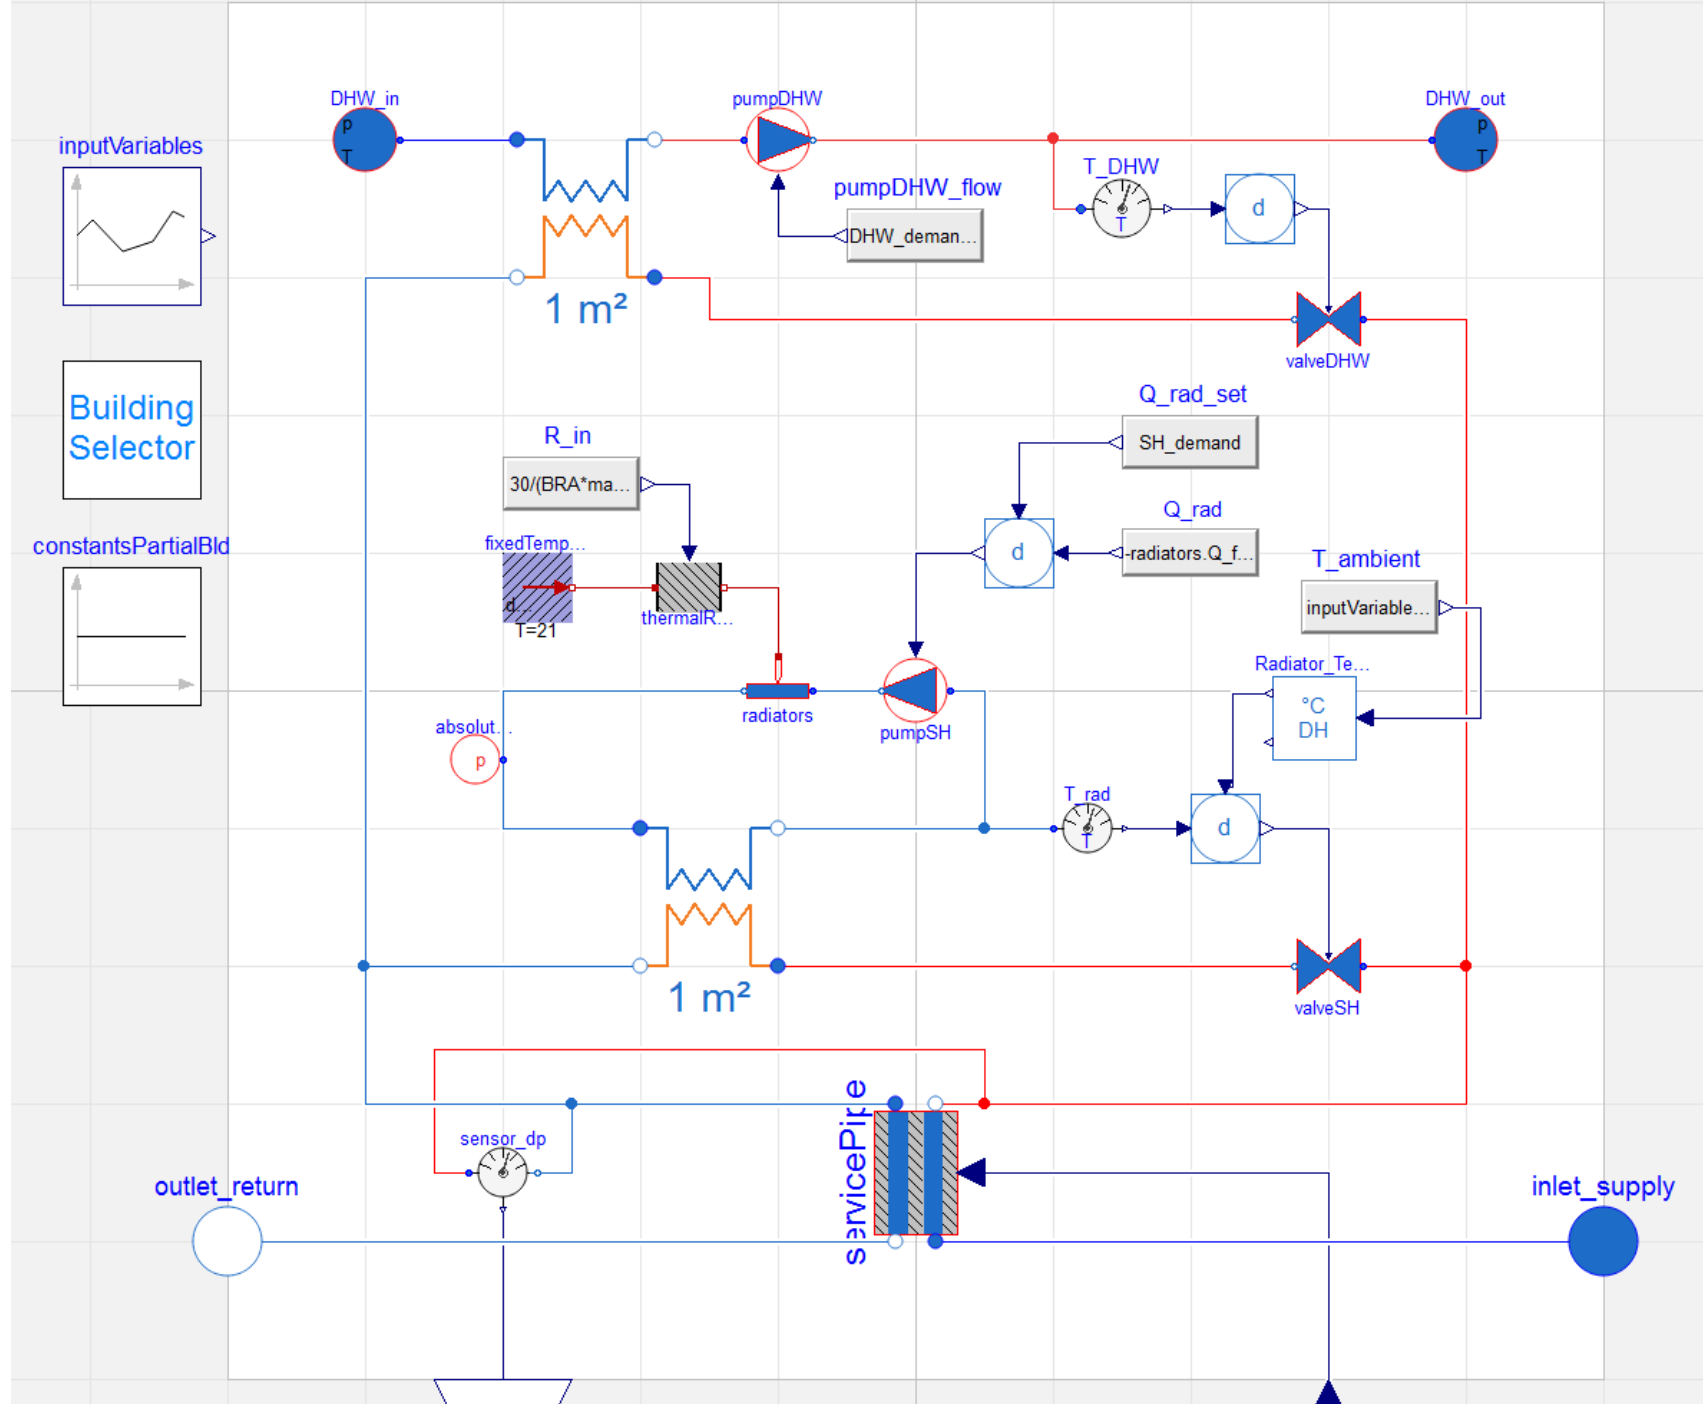 DHW_in
pumpDHW
DHW_out
p
T
p
T
inputVariables
T_DHW
T
d
pumpDHW_flow
DHW_deman...
1 m²
valveDHW
Building
Selector
Q_rad_set
SH_demand
R_in
30/(BRA*ma...
Q_rad
-radiators.Q_f...
d
constantsPartialBld
fixedTemp...
d...
T=21
thermalR...
T_ambient
inputVariable...
Radiator_Te...
°C
DH
radiators
pumpSH
absolut...
p
T_rad
T
d
1 m²
valveSH
servicePipe
sensor_dp
outlet_return
inlet_supply